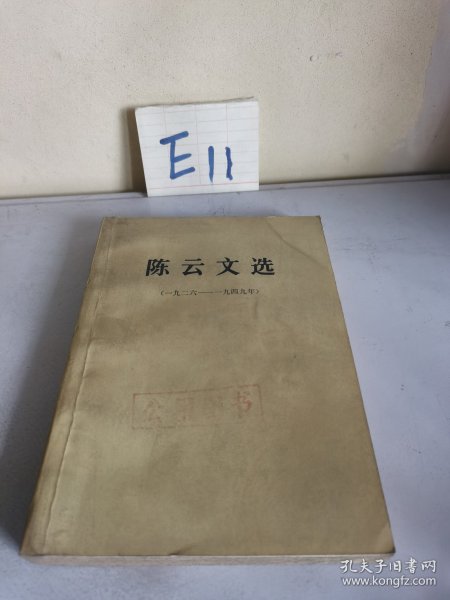 E11
陈云文选
(一九二六——一九四九年)
孔夫子旧书网
www.kongfz.com